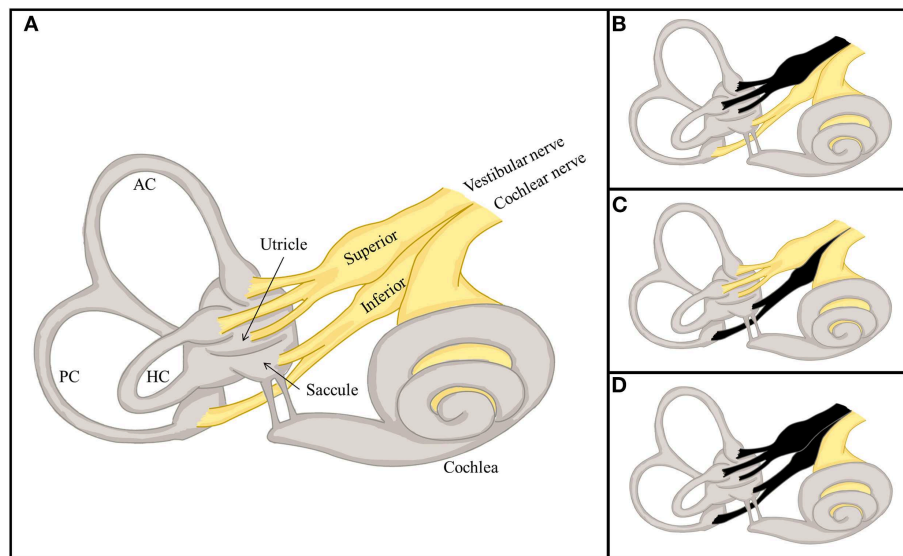 A
Vestibular nerve
Cochlear nerve
AC
Utricle
Superior
Inferior
PC
HC
Saccule
Cochlea
B
C
D